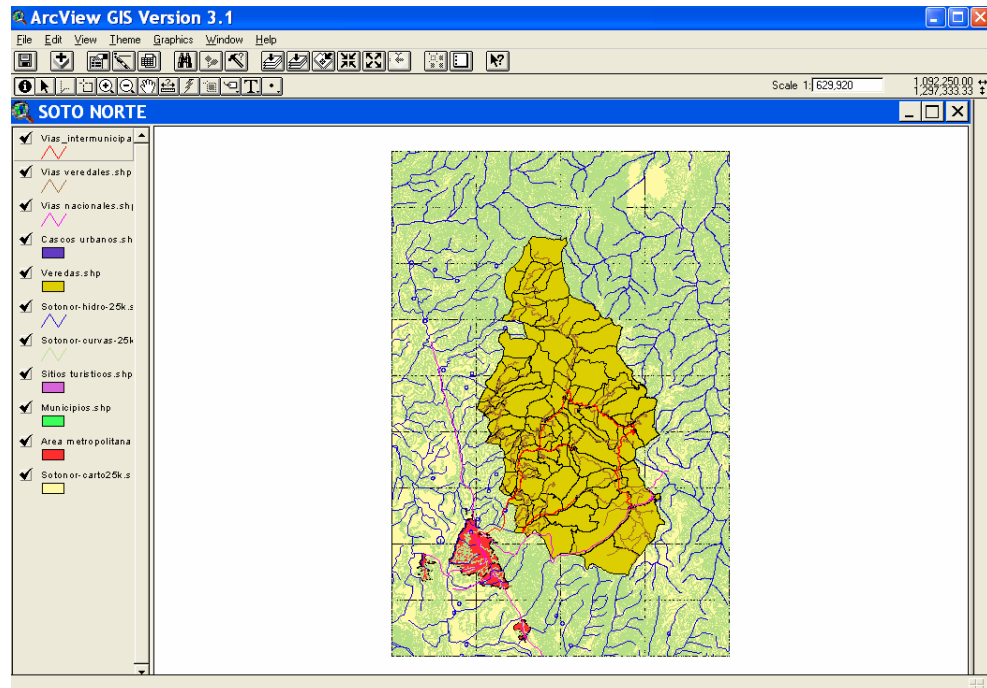 ArcView GIS Version 3.1
File Edit View Theme Graphics Window Help
Scale 1: 629,920
1,092,250.00
1,297,333.33
SOTO NORTE
Vias_intermunicipa
Vias veredales.shp
Vias nacionales.shp
Cascos urbanos.sh
Veredas.shp
Sotonor-hidro-25k.s
Sotonor-curvas-25k
Sitios turisticos.shp
Municipios.shp
Area metropolitana
Sotonor-carto25k.s